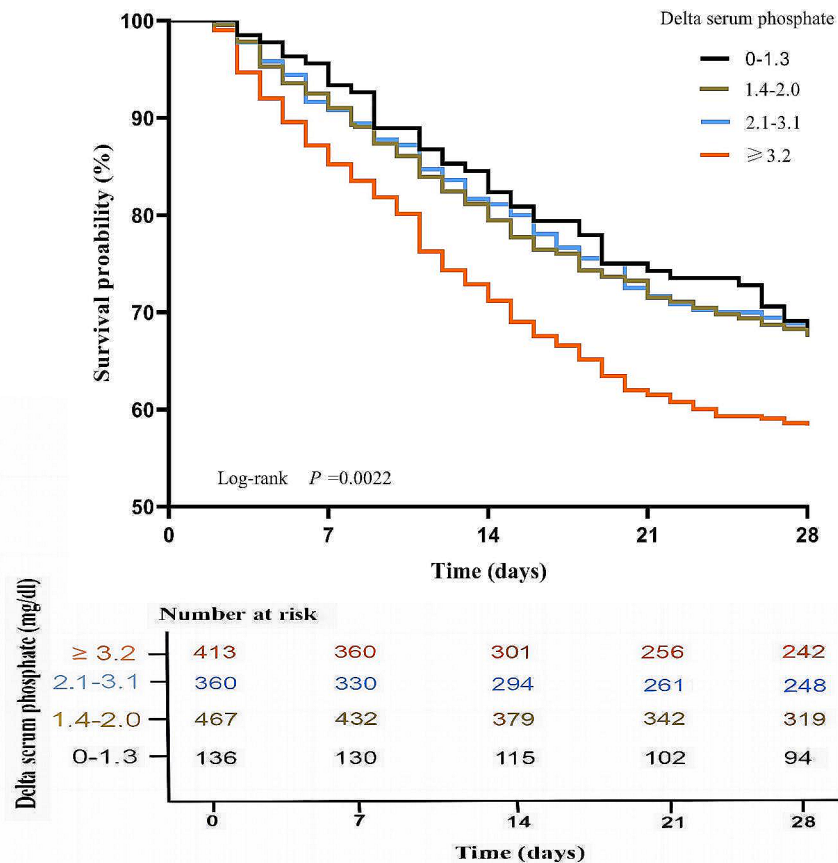 Delta serum phosphate
0-1.3
1.4-2.0
2.1-3.1
⩾3.2
100
90
80
70
60
50
Survival proability (%)
Log-rank P =0.0022
0 7 14 21 28
Time (days)
Delta serum phosphate (mg/dl)
Number at risk
≥ 3.2 413 360 301 256 242
2.1-3.1 360 330 294 261 248
1.4-2.0 467 432 379 342 319
0-1.3 136 130 115 102 94
0 7 14 21 28
Time (days)